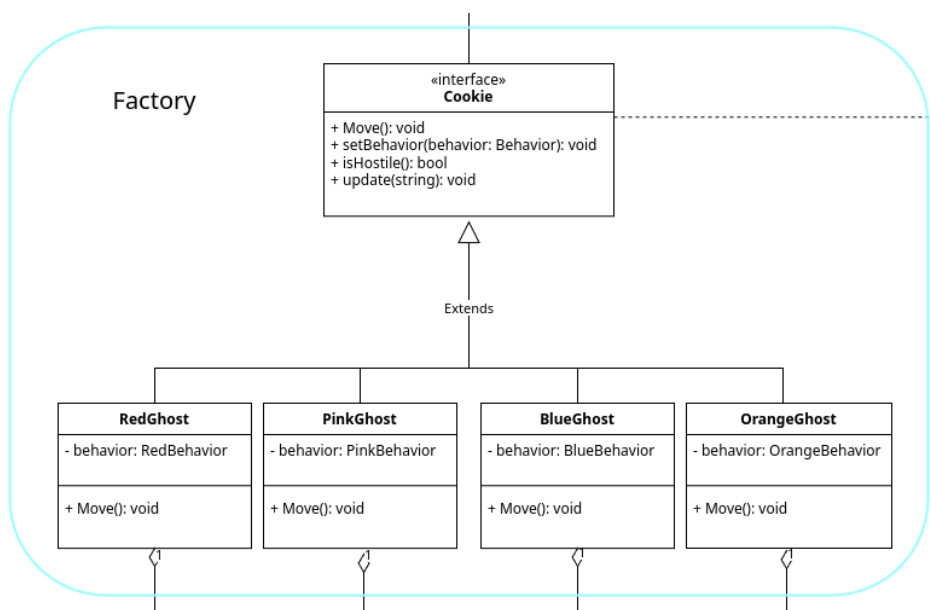 Factory
«interface»
Cookie
+ Move(): void
+ setBehavior(behavior: Behavior): void
+ isHostile(): bool
+ update(string): void
Extends
RedGhost
- behavior: RedBehavior
+ Move(): void
1
PinkGhost
- behavior: PinkBehavior
+ Move(): void
1
BlueGhost
- behavior: BlueBehavior
+ Move(): void
1
OrangeGhost
- behavior: OrangeBehavior
+ Move(): void
1